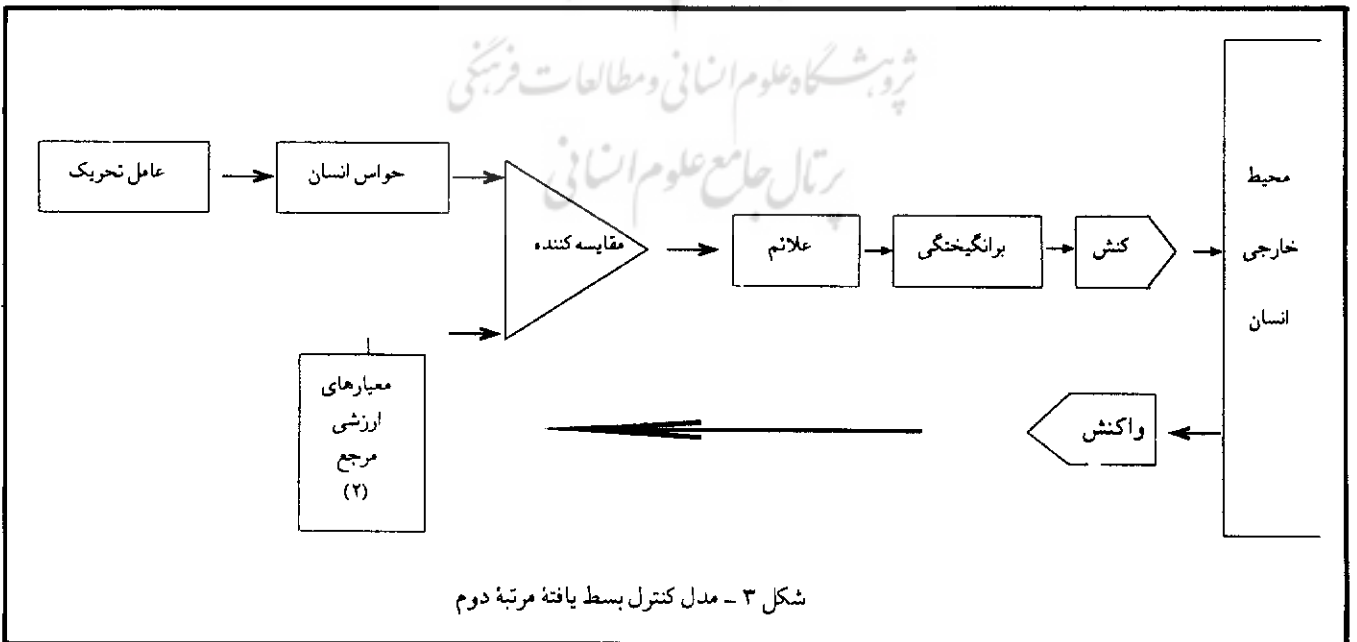 پژوهشگاه علوم انسانی و مطالعات فرهنگی
پرتال جامع علوم انسانی
عامل تحریک
حواس انسان
مقایسه کننده
علائم
برانگیختگی
کنش
محیط
خارجی
انسان
معیارهای
ارزشی
مرجع
(۲)
واکنش
شکل ۳ ـ مدل کنترل بسط یافتهٔ مرتبهٔ دوم